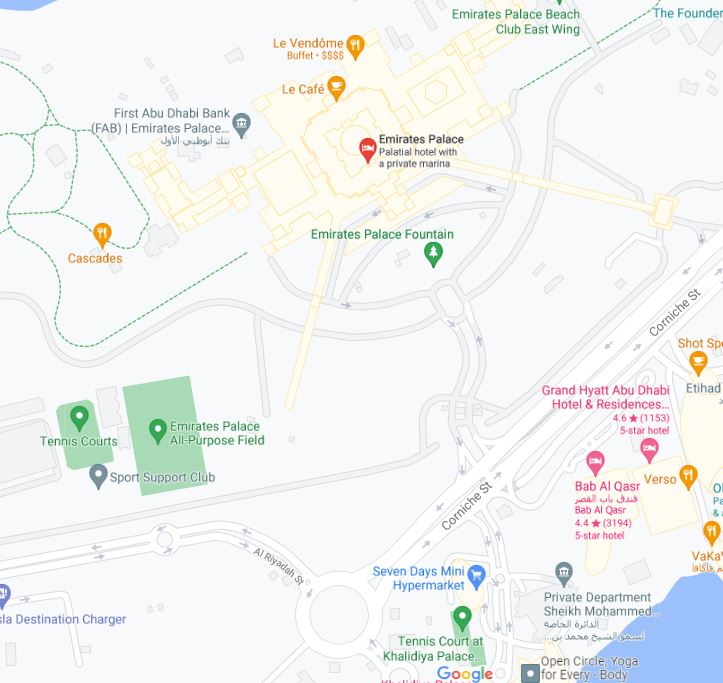 Emirates Palace Beach
Club East Wing
The Founder
Le Vendôme
Buffet · $$$$
Le Café
First Abu Dhabi Bank
(FAB) | Emirates Palace...
بنك أبوظبي الأول
Emirates Palace
Palatial hotel with
a private marina
Emirates Palace Fountain
Cascades
Corniche St
Shot Spe
Etihad
Grand Hyatt Abu Dhabi
Hotel & Residences...
4.6 ★ (1153)
5-star hotel
Emirates Palace
All-Purpose Field
Tennis Courts
Sport Support Club
Bab Al Qasr
فندق باب القصر
Bab Al Qasr
4.4 ★ (3194)
5-star hotel
Verso
Corniche St
VaKaV
Al Riyadah St
Seven Days Mini
Hypermarket
Private Department
Sheikh Mohammed...
الدائرة الخاصة
لسمو الشيخ محمد بن...
sla Destination Charger
Tennis Court at
Khalidiya Palace...
Google
Open Circle, Yoga
for Every - Body